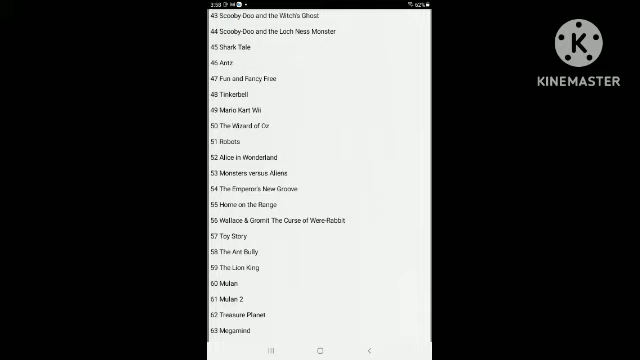 3:58 62%
43 Scooby-Doo and the Witch's Ghost
44 Scooby-Doo and the Loch Ness Monster
45 Shark Tale
46 Antz
47 Fun and Fancy Free
48 Tinkerbell
49 Mario Kart Wii
50 The Wizard of Oz
51 Robots
52 Alice in Wonderland
53 Monsters versus Aliens
54 The Emperor's New Groove
55 Home on the Range
56 Wallace & Gromit The Curse of Were-Rabbit
57 Toy Story
58 The Ant Bully
59 The Lion King
60 Mulan
61 Mulan 2
62 Treasure Planet
63 Megamind
K
KINEMASTER